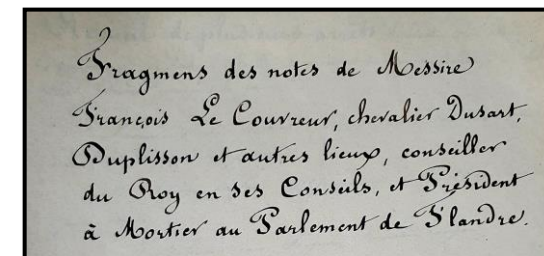 Fragmens des notes de Messire
François Le Couvreur, chevalier Dusart,
Duplisson et autres lieux, conseiller
du Roy en ses Conseils, et Président
à Mortier au Parlement de Flandre.